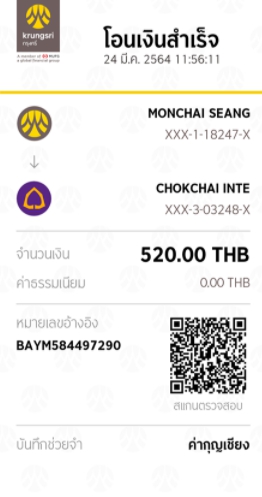 krungsri
กรุงศรี
A member of MUFG
a global financial group
โอนเงินสำเร็จ
24 มี.ค. 2564 11:56:11
MONCHAI SEANG
XXX-1-18247-X
CHOKCHAI INTE
XXX-3-03248-X
จำนวนเงิน 520.00 THB
ค่าธรรมเนียม 0.00 THB
หมายเลขอ้างอิง
BAYM584497290
สแกนตรวจสอบ
บันทึกช่วยจำ ค่ากุญเชียง